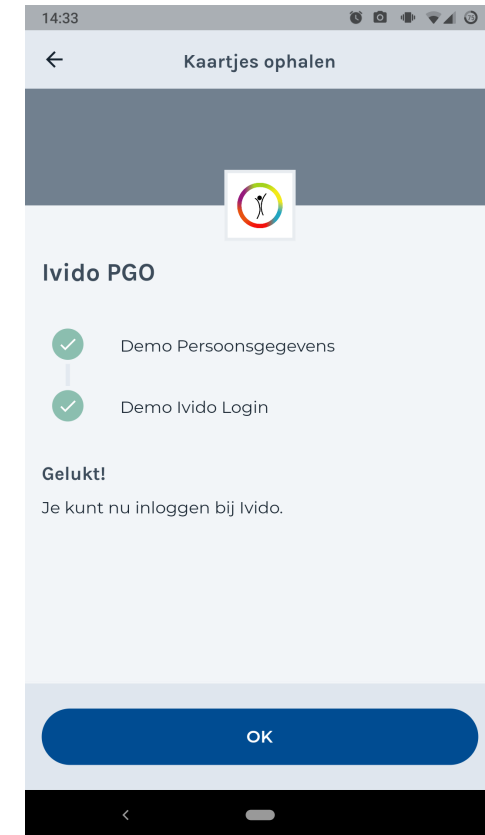 14:33
75
Kaartjes ophalen
Ivido PGO
Demo Persoonsgegevens
Demo Ivido Login
Gelukt!
Je kunt nu inloggen bij Ivido.
OK